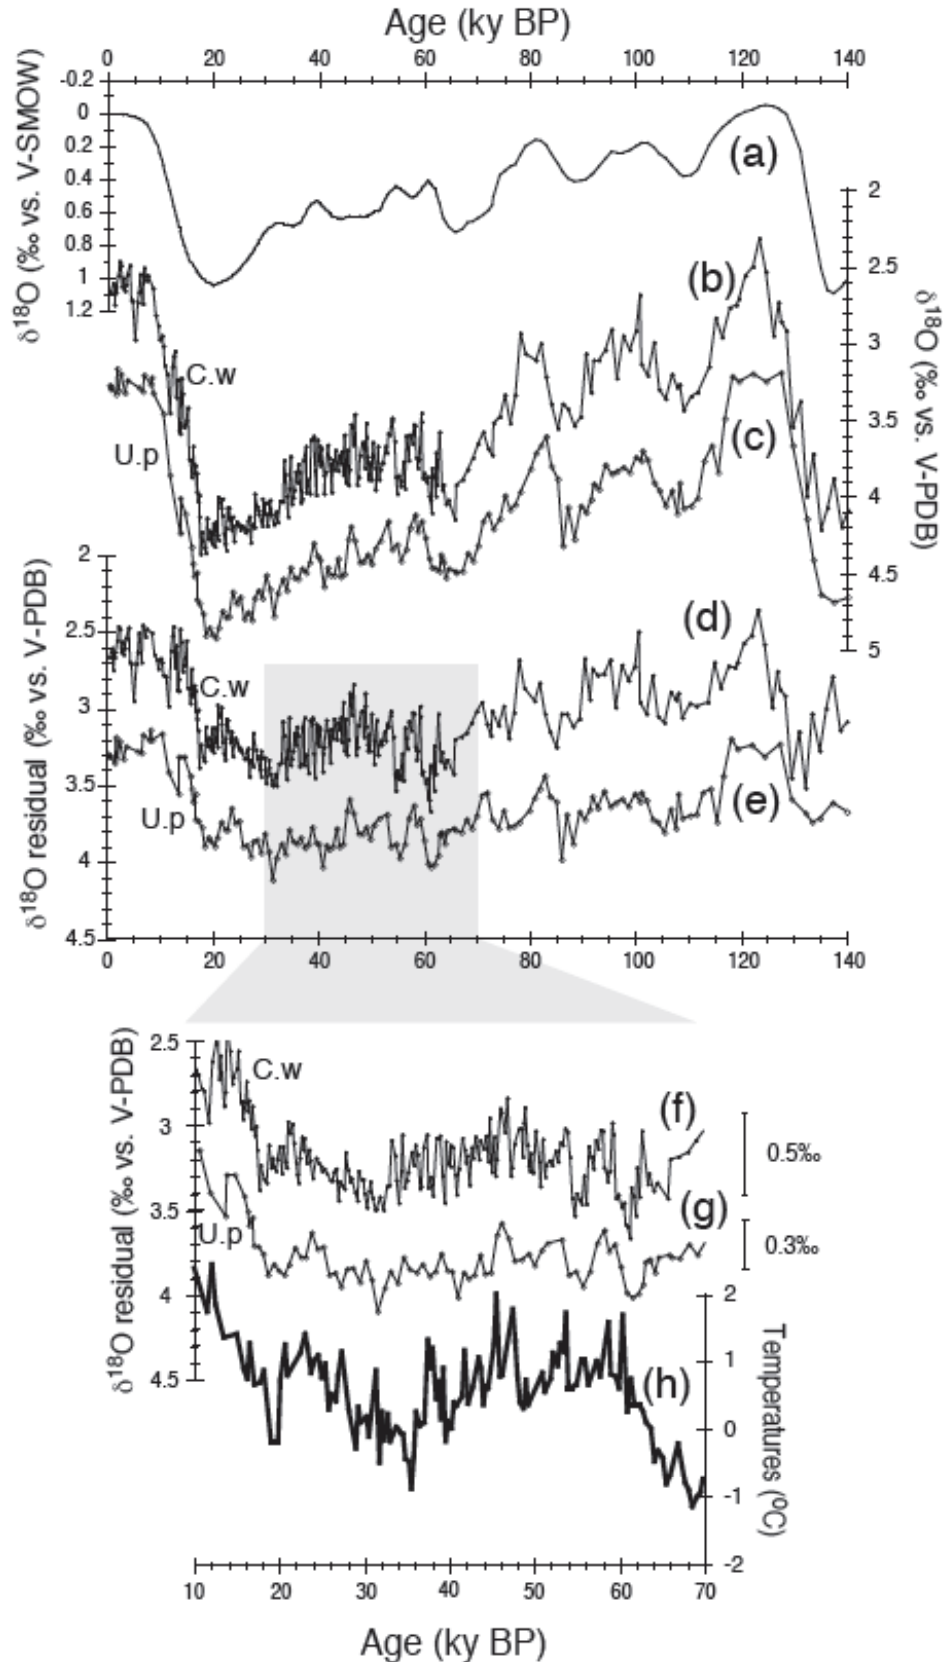 Age (ky BP)
0 20 40 60 80 100 120 140
δ18O (‰ vs. V-SMOW)
-0.2
0
0.2
0.4
0.6
0.8
1
1.2
(a)
δ18O (‰ vs. V-PDB)
2
2.5
3
3.5
4
4.5
5
(b)
C.w
(c)
U.p
δ18O residual (‰ vs. V-PDB)
2
2.5
3
3.5
4
4.5
(d)
C.w
(e)
U.p
0 20 40 60 80 100 120 140
δ18O residual (‰ vs. V-PDB)
2.5
3
3.5
4
4.5
C.w
(f)
0.5‰
(g)
U.p
0.3‰
(h)
Temperatures (⁰C)
2
1
0
-1
-2
10 20 30 40 50 60 70
Age (ky BP)